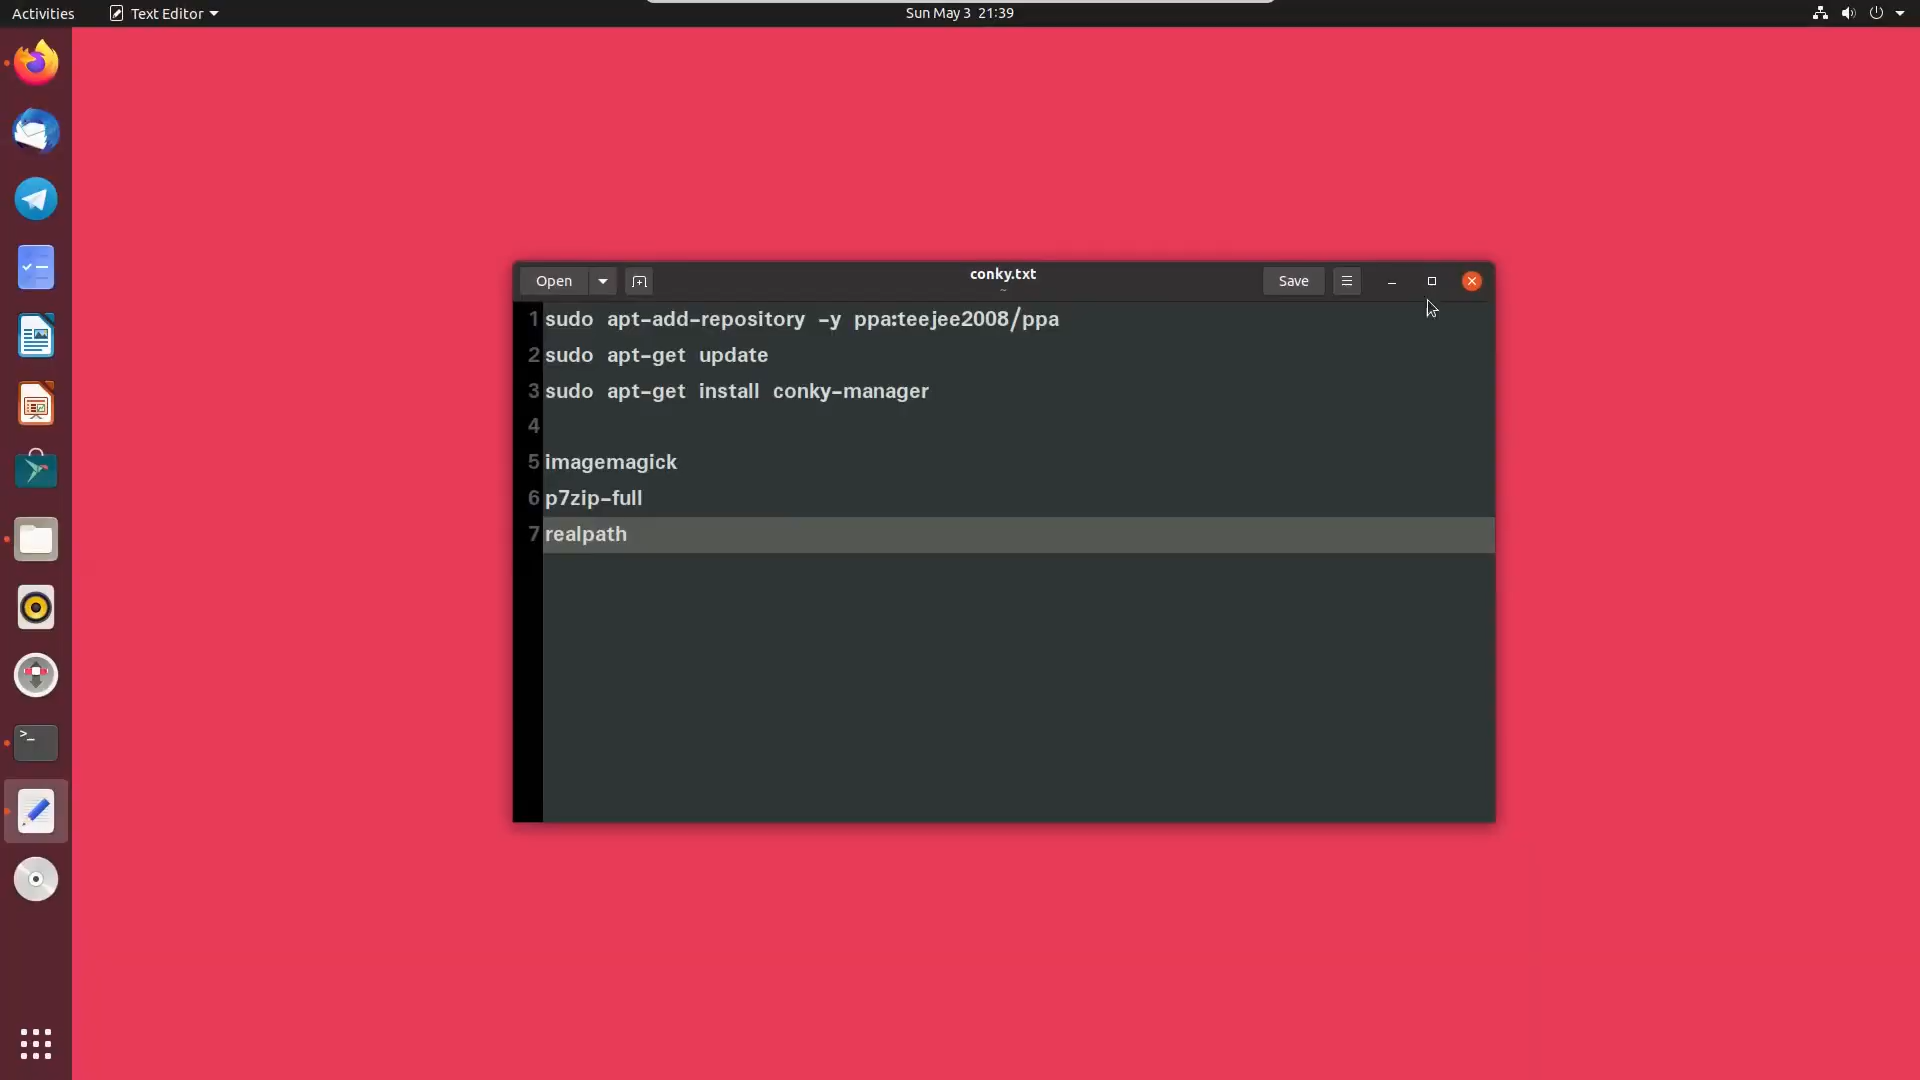 Activities
Text Editor
Sun May 3 21:39
Open
conky.txt
~
Save
1 sudo apt-add-repository -y ppa:teejee2008/ppa
2 sudo apt-get update
3 sudo apt-get install conky-manager
4
5 imagemagick
6 p7zip-full
7 realpath
>_